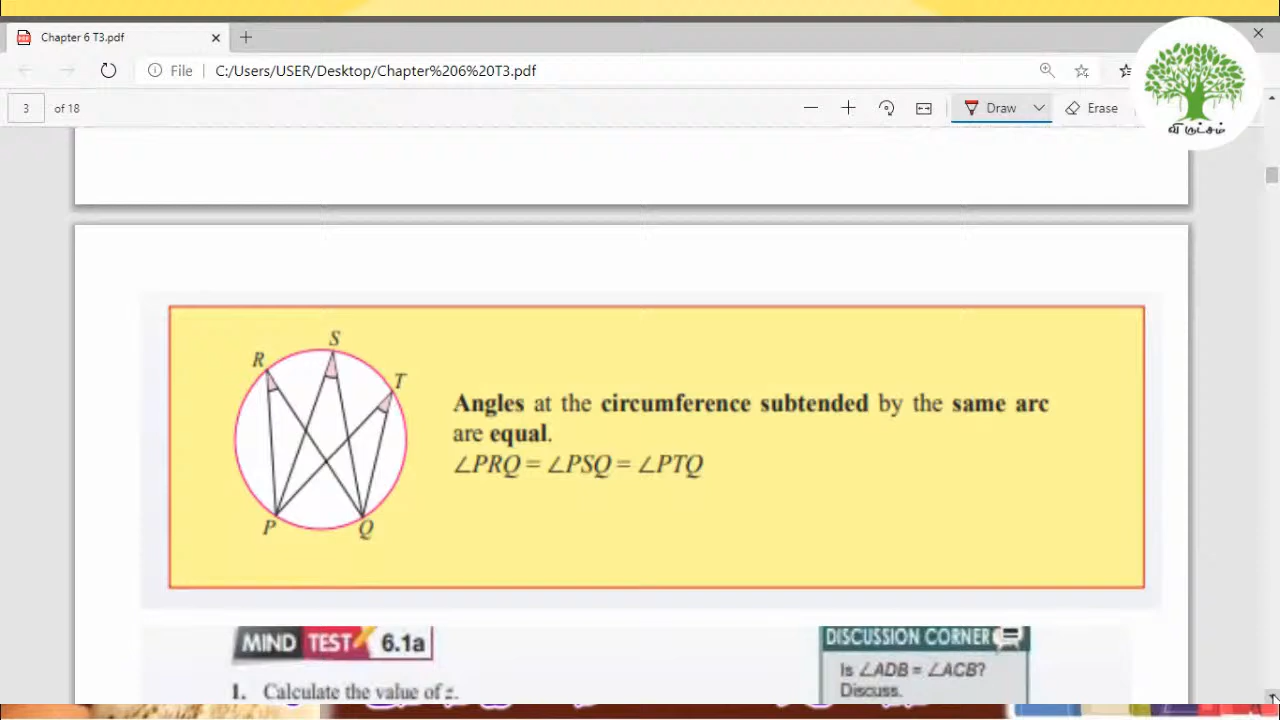 Chapter 6 T3.pdf
விருட்சம்
File C:/Users/USER/Desktop/Chapter%206%20T3.pdf
3 of 18
Draw
Erase
R
S
T
P
Q
Angles at the circumference subtended by the same arc
are equal.
∠PRQ = ∠PSQ = ∠PTQ
MIND TEST 6.1a
1. Calculate the value of z.
DISCUSSION CORNER
Is ∠ADB = ∠ACB?
Discuss.